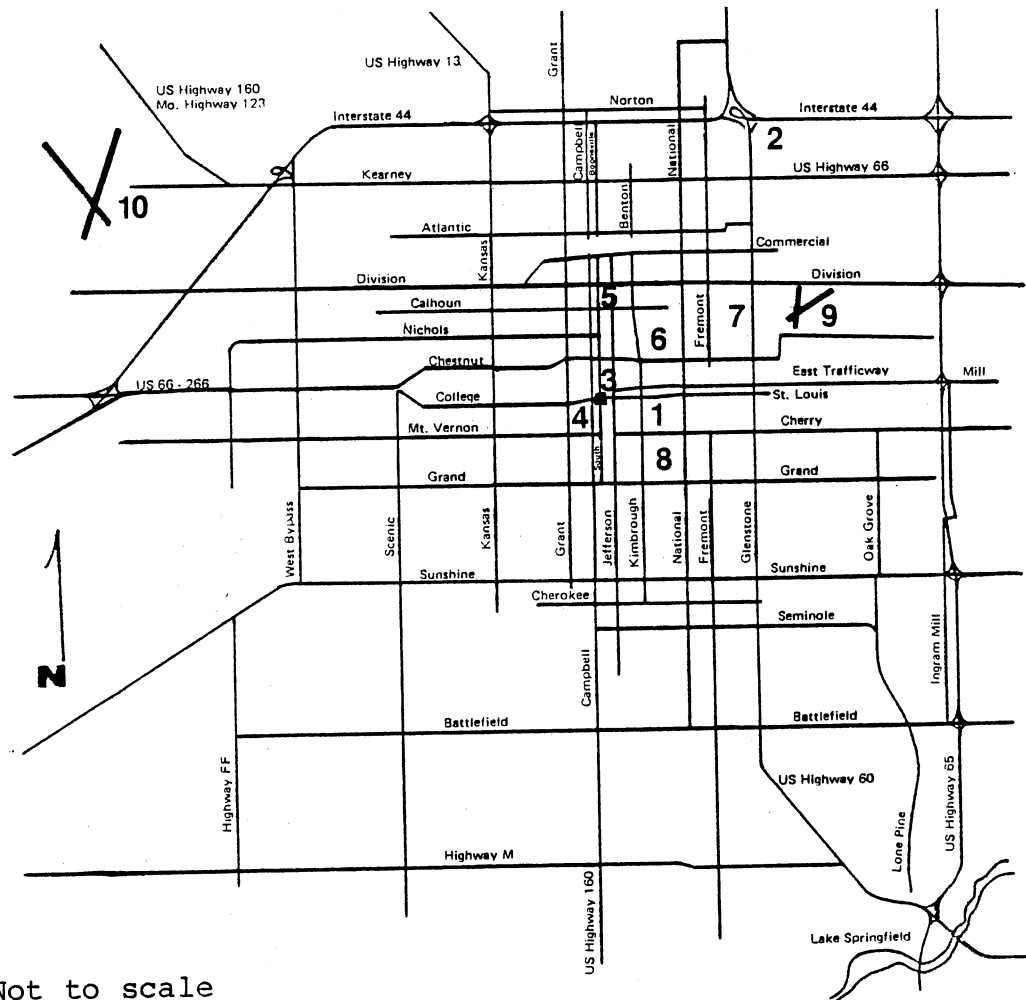 Grant
US Highway 13
US Highway 160
Mo. Highway 123
Norton
Interstate 44
Interstate 44
Campbell
Booneville
National
2
Kearney
US Highway 66
10
Benton
Atlantic
Commercial
Kansas
Division
Division
5
Calhoun
Fremont
7
9
Nichols
6
Chestnut
3
East Trafficway
Mill
US 66 - 266
College
St. Louis
4
1
Mt. Vernon
Cherry
South
8
Grand
Grand
West Bypass
Scenic
Kansas
Grant
Jefferson
Kimbrough
National
Fremont
Glenstone
Oak Grove
Sunshine
Sunshine
Cherokee
Seminole
N
Campbell
Ingram Mill
Battlefield
Battlefield
Highway FF
US Highway 60
US Highway 65
Lone Pine
Highway M
US Highway 160
Lake Springfield
Not to scale